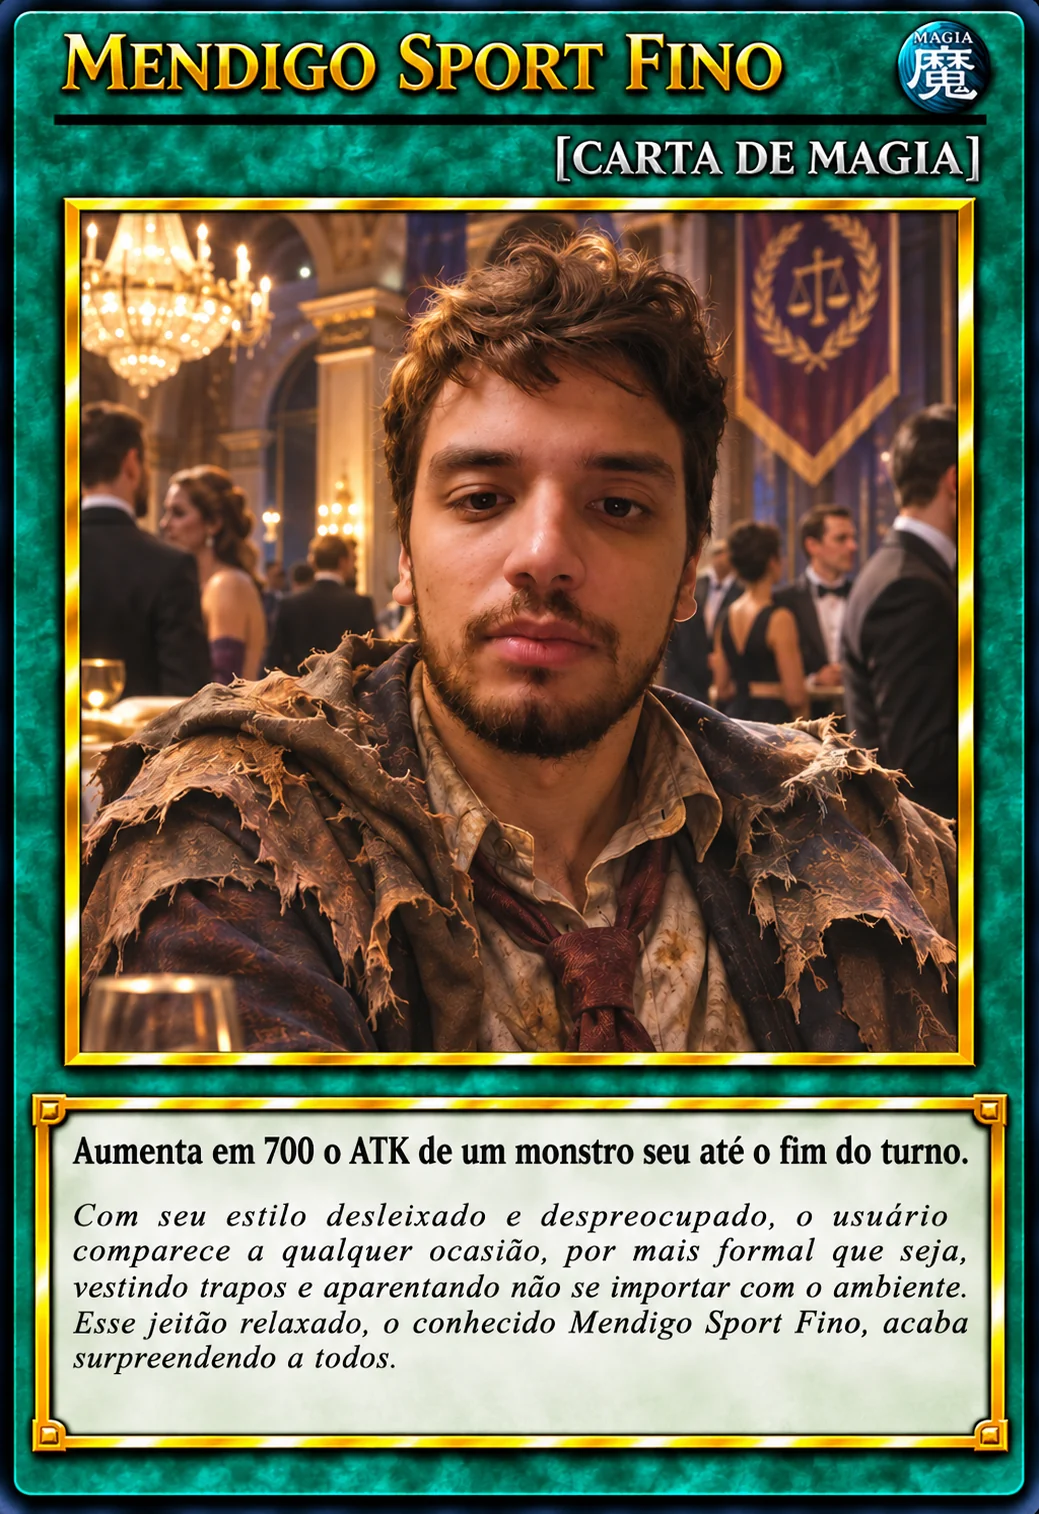 Mendigo Sport Fino
MAGIA
魔
[CARTA DE MAGIA]
Aumenta em 700 o ATK de um monstro seu até o fim do turno.
Com seu estilo desleixado e despreocupado, o usuário
comparece a qualquer ocasião, por mais formal que seja,
vestindo trapos e aparentando não se importar com o ambiente.
Esse jeitão relaxado, o conhecido Mendigo Sport Fino, acaba
surpreendendo a todos.